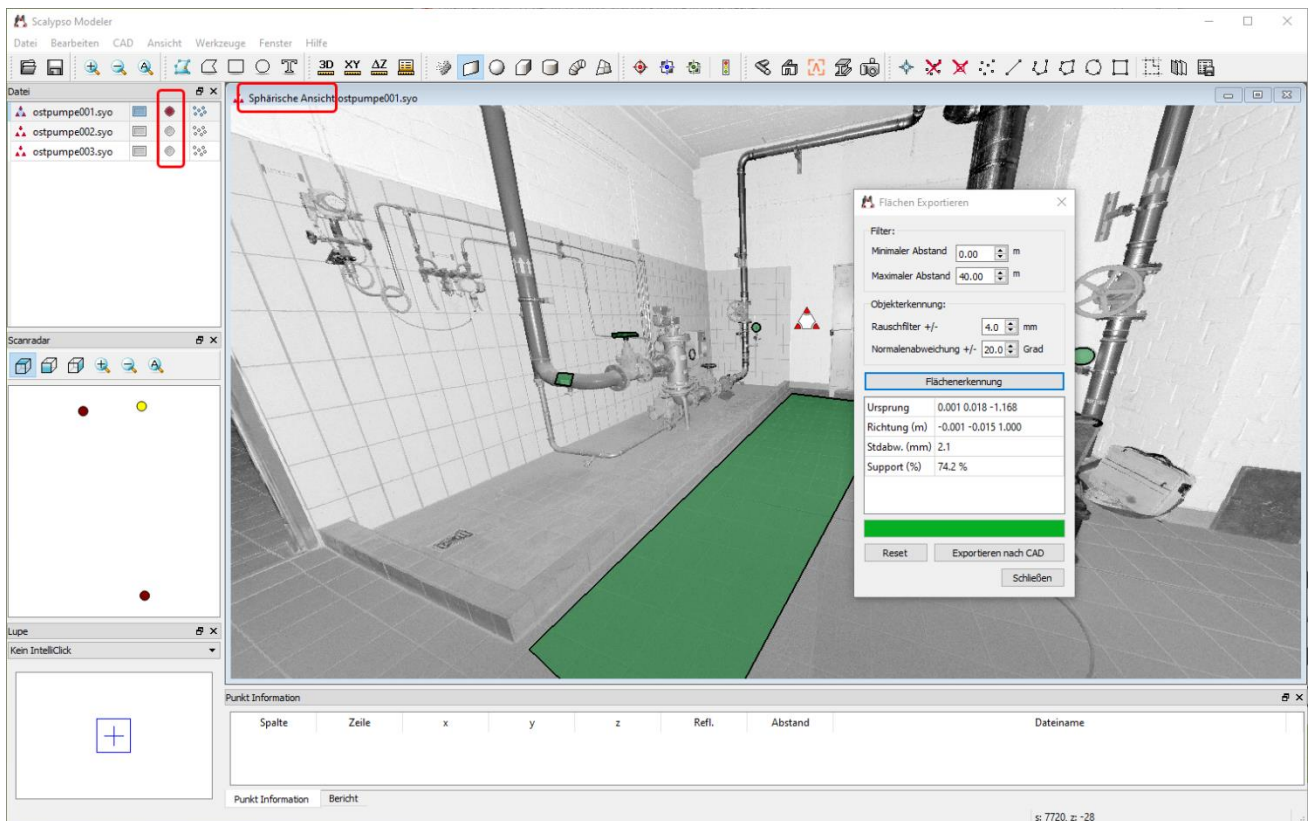 Scalypso Modeler
Datei Bearbeiten CAD Ansicht Werkzeuge Fenster Hilfe
T 3D XY ΔZ
Datei
Sphärische Ansicht ostpumpe001.syo
ostpumpe001.syo
ostpumpe002.syo
ostpumpe003.syo
Scanradar
Flächen Exportieren
Filter:
Minimaler Abstand 0.00 m
Maximaler Abstand 40.00 m
Objekterkennung:
Rauschfilter +/- 4.0 mm
Normalenabweichung +/- 20.0 Grad
Flächenerkennung
Ursprung 0.001 0.018 -1.168
Richtung (m) -0.001 -0.015 1.000
Stdabw. (mm) 2.1
Support (%) 74.2 %
Reset Exportieren nach CAD
Schließen
Lupe
Kein IntelliClick
Punkt Information
Spalte Zeile x y z Refl. Abstand Dateiname
Punkt Information Bericht
s: 7720, z: -28